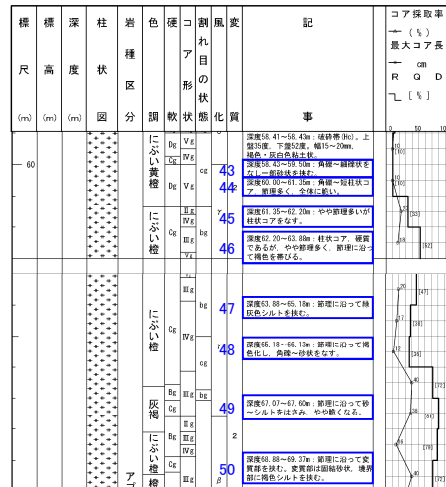 標 標 深 柱 岩 色 硬 コ 割 風 変 記 コア採取率
尺 高 度 状 種 ア れ (%)
区 形 目 最大コア長
図 分 調 軟 状 の 化 質 事 cm
状 R Q D
(m) (m) (m) 態 [%]
0 50 100
深度58.41～58.43m：破砕帯(Hc)。上
盤35度，下盤52度。幅15～20mm，
褐色・灰白色粘土状。
60
43 深度58.43～59.50m：角礫～細礫状を
なし一部砂状を挟む。
44 深度60.00～61.35m：角礫～短柱状コ
ア，節理多く，全体に脆い。
45 深度61.35～62.20m：やや節理多いが
柱状コアをなす。
46 深度62.20～63.88m：柱状コア，硬質
であるが，やや節理多く，節理に沿っ
て褐色を帯びる。
47 深度63.88～65.18m：節理に沿って緑
灰色シルトを挟む。
48 深度66.18～66.13m：節理に沿って褐
色化し，角礫～砂状をなす。
49 深度67.07～67.60m：節理に沿って砂
～シルトをはさみ，やや脆くなる。
50 深度68.88～69.37m：節理に沿って変
質部を挟む。変質部は固結砂状，境界
部に褐色シルトを挟む。
にぶい黄橙
にぶい橙
にぶい橙
灰褐
にぶい橙
橙
Dg Vg
Cg IVg
Dg Vg cg
IIg
IVg
Cg IIIg bg
Vg
IIIg
bg
Cg IVg
cg
Bg IIIg bg
Cg
Bg IIg
IIIg
IVg 2
Cg IIIg β
ア